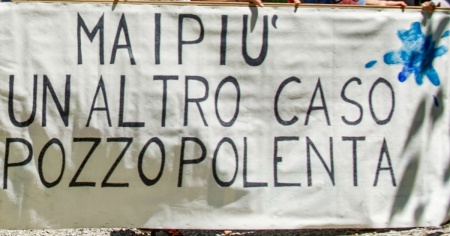 MAI PIU'
UN ALTRO CASO
POZZOPOLENTA